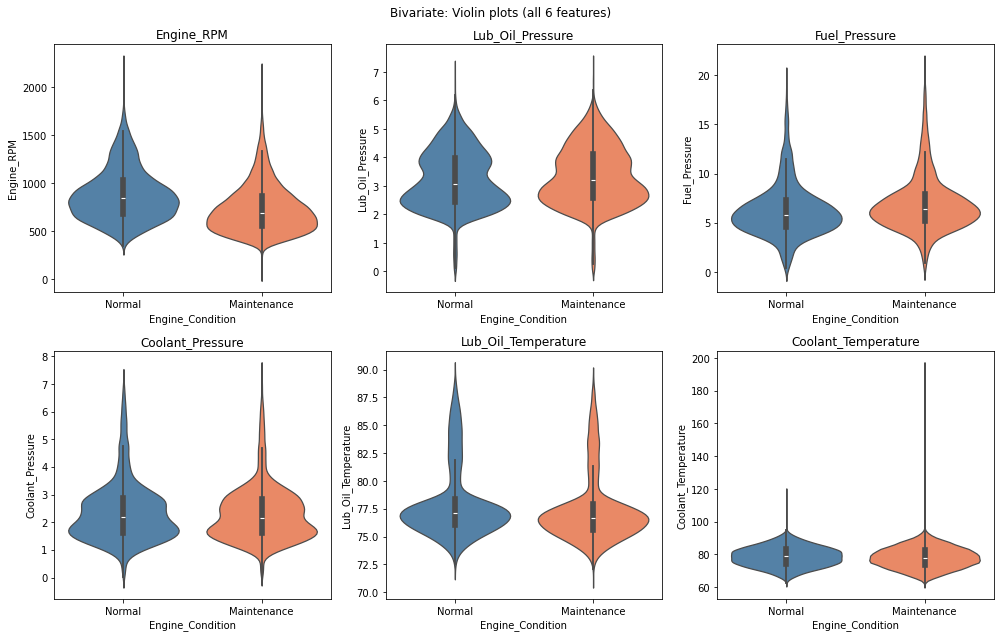 Bivariate: Violin plots (all 6 features)
Engine_RPM
Engine_RPM
2000
1500
1000
500
0
Normal
Maintenance
Engine_Condition
Lub_Oil_Pressure
Lub_Oil_Pressure
7
6
5
4
3
2
1
0
Normal
Maintenance
Engine_Condition
Fuel_Pressure
Fuel_Pressure
20
15
10
5
0
Normal
Maintenance
Engine_Condition
Coolant_Pressure
Coolant_Pressure
8
7
6
5
4
3
2
1
0
Normal
Maintenance
Engine_Condition
Lub_Oil_Temperature
Lub_Oil_Temperature
90.0
87.5
85.0
82.5
80.0
77.5
75.0
72.5
70.0
Normal
Maintenance
Engine_Condition
Coolant_Temperature
Coolant_Temperature
200
180
160
140
120
100
80
60
Normal
Maintenance
Engine_Condition